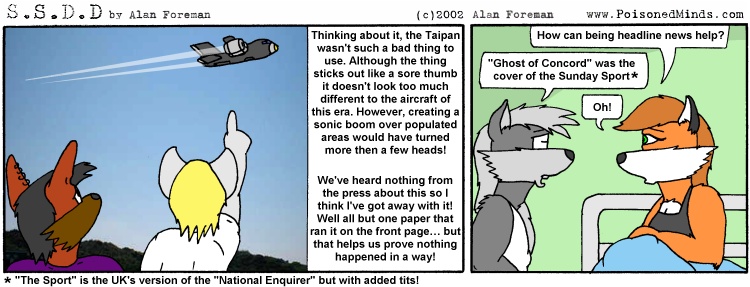 S.S.D.D by Alan Foreman (c)2002 Alan Foreman www.PoisonedMinds.com
Thinking about it, the Taipan
wasn't such a bad thing to
use. Although the thing
sticks out like a sore thumb
it doesn't look too much
different to the aircraft of
this era. However, creating a
sonic boom over populated
areas would have turned
more then a few heads!
We've heard nothing from
the press about this so I
think I've got away with it!
Well all but one paper that
ran it on the front page... but
that helps us prove nothing
happened in a way!
How can being headline news help?
"Ghost of Concord" was the
cover of the Sunday Sport*
Oh!
* "The Sport" is the UK's version of the "National Enquirer" but with added tits!